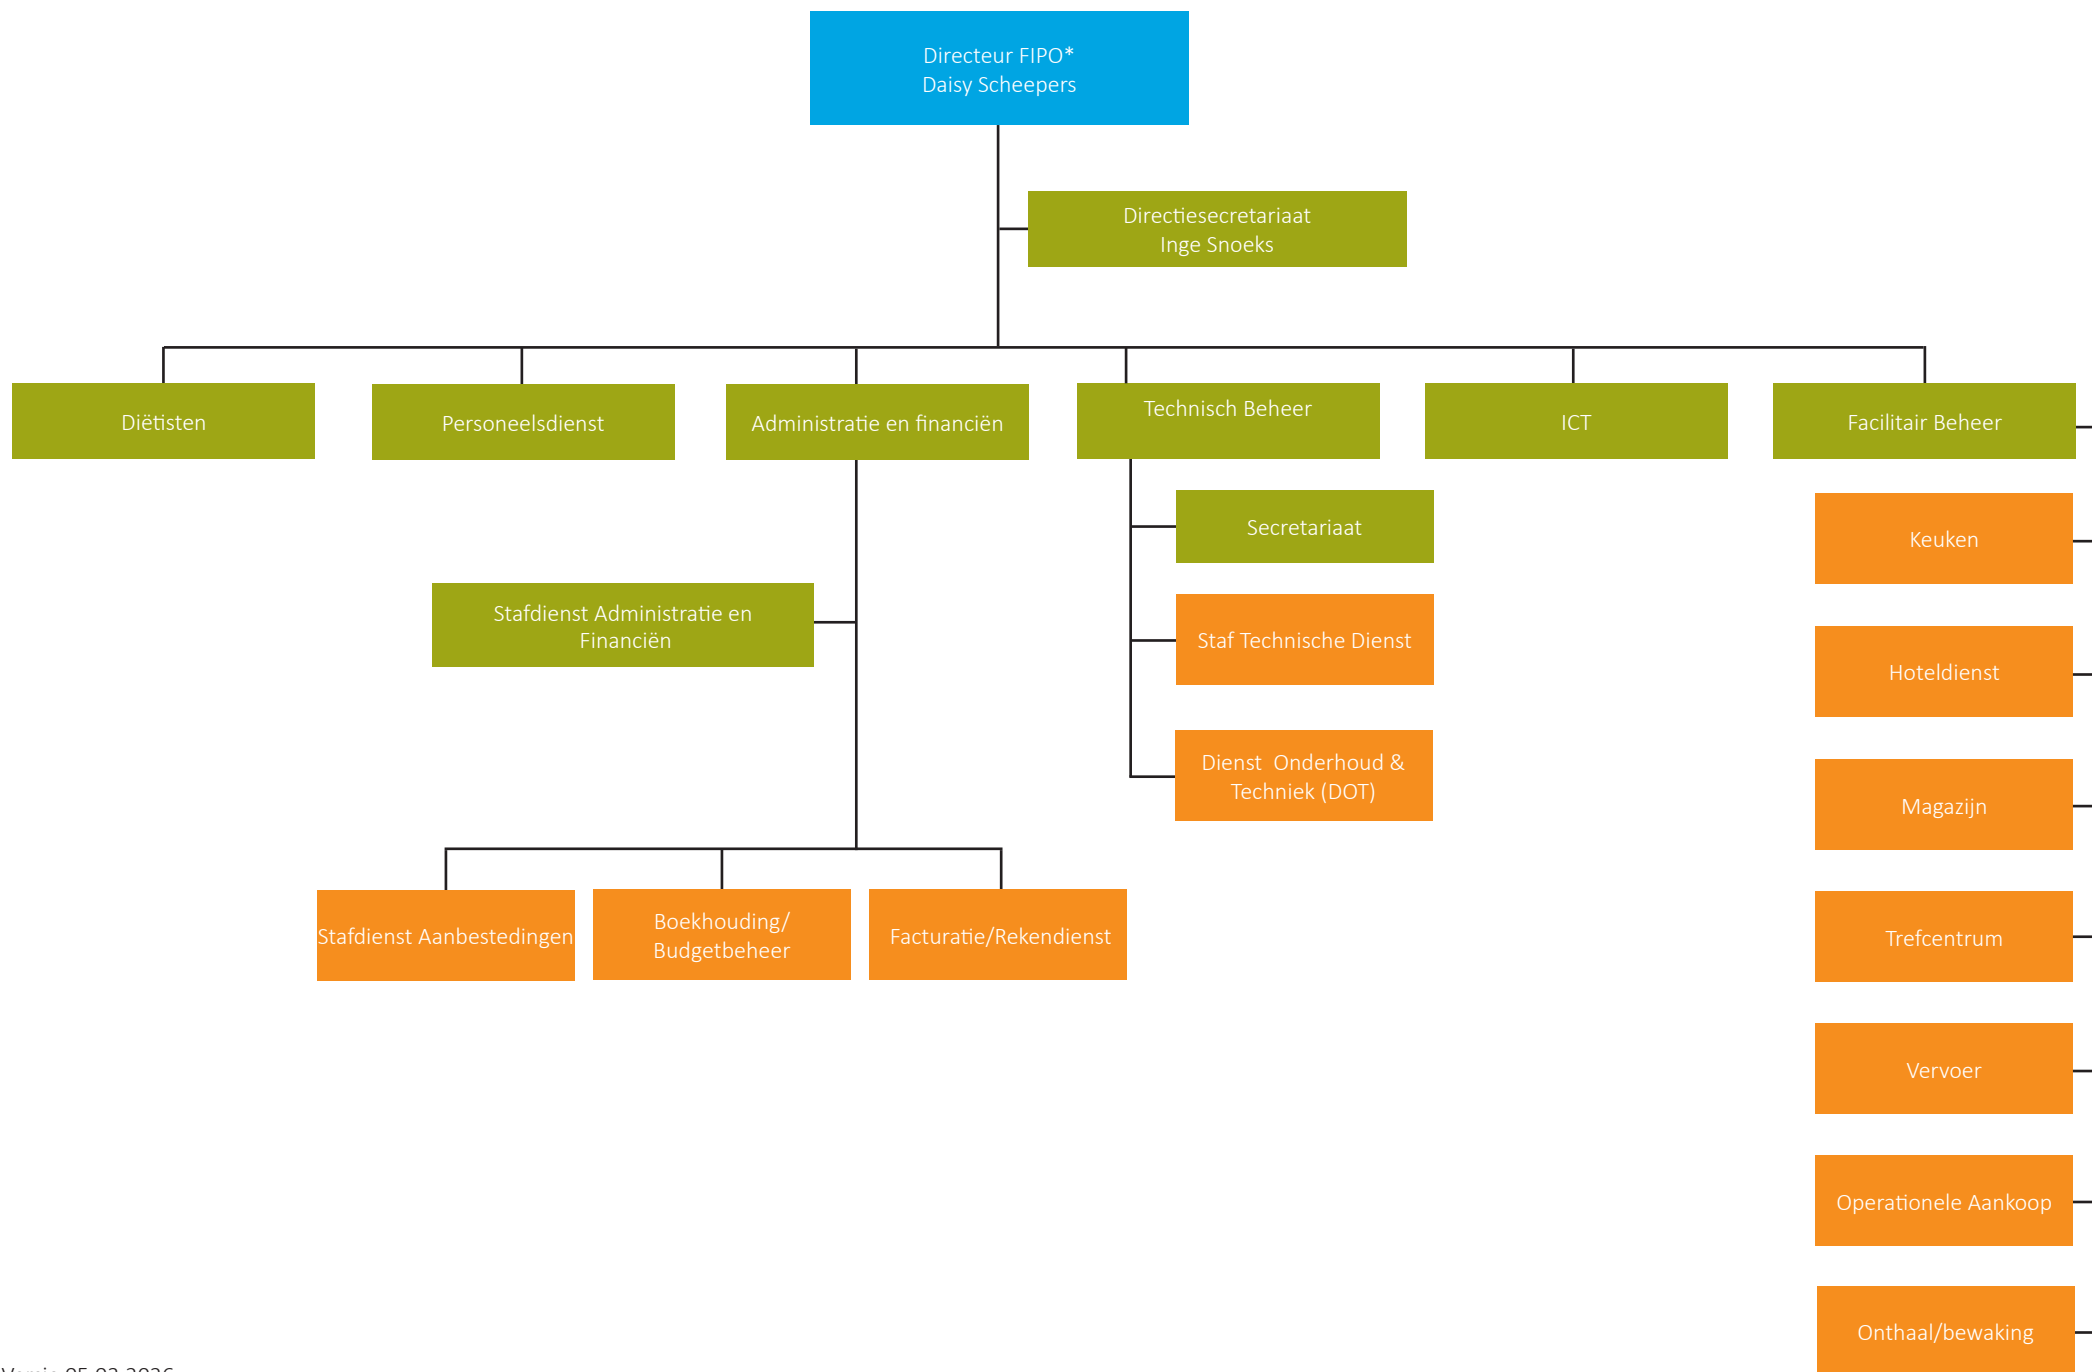 Directeur FIPO*
Daisy Scheepers
Directiesecretariaat
Inge Snoeks
Diëtisten
Personeelsdienst
Administratie en financiën
Technisch Beheer
ICT
Facilitair Beheer
Secretariaat
Keuken
Stafdienst Administratie en
Financiën
Staf Technische Dienst
Hoteldienst
Dienst Onderhoud &
Techniek (DOT)
Magazijn
Stafdienst Aanbestedingen
Boekhouding/
Budgetbeheer
Facturatie/Rekendienst
Trefcentrum
Vervoer
Operationele Aankoop
Onthaal/bewaking